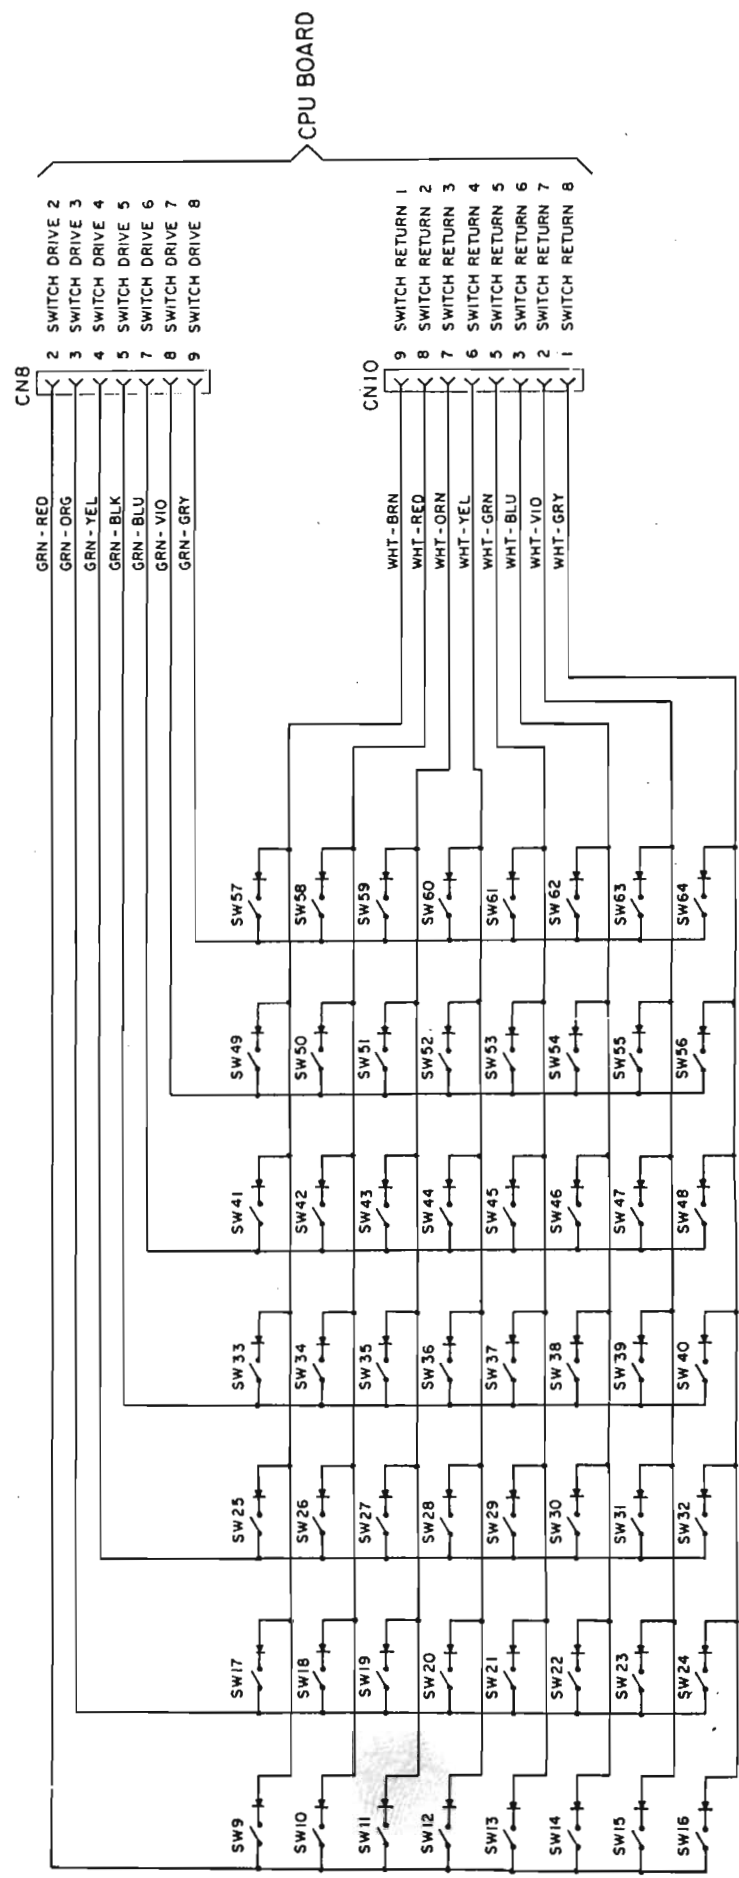 CPU BOARD
CN8
2 SWITCH DRIVE 2
3 SWITCH DRIVE 3
4 SWITCH DRIVE 4
5 SWITCH DRIVE 5
7 SWITCH DRIVE 6
8 SWITCH DRIVE 7
9 SWITCH DRIVE 8
CN10
9 SWITCH RETURN 1
8 SWITCH RETURN 2
7 SWITCH RETURN 3
6 SWITCH RETURN 4
5 SWITCH RETURN 5
3 SWITCH RETURN 6
2 SWITCH RETURN 7
1 SWITCH RETURN 8
GRN-RED
GRN-ORG
GRN-YEL
GRN-BLK
GRN-BLU
GRN-VIO
GRN-GRY
WHT-BRN
WHT-RED
WHT-ORN
WHT-YEL
WHT-GRN
WHT-BLU
WHT-VIO
WHT-GRY
SW57
SW58
SW59
SW60
SW61
SW62
SW63
SW64
SW49
SW50
SW51
SW52
SW53
SW54
SW55
SW56
SW41
SW42
SW43
SW44
SW45
SW46
SW47
SW48
SW33
SW34
SW35
SW36
SW37
SW38
SW39
SW40
SW25
SW26
SW27
SW28
SW29
SW30
SW31
SW32
SW17
SW18
SW19
SW20
SW21
SW22
SW23
SW24
SW9
SW10
SW11
SW12
SW13
SW14
SW15
SW16